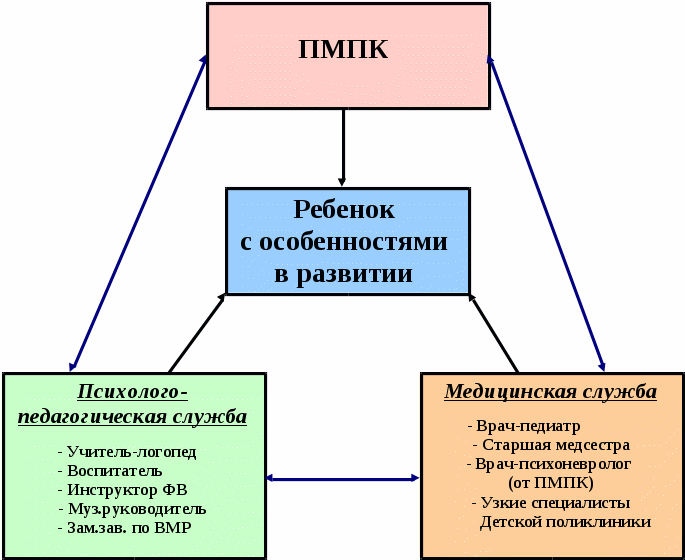 ПМПК
Ребенок
с особенностями
в развитии
Психолого-
педагогическая служба
- Учитель-логопед
- Воспитатель
- Инструктор ФВ
- Муз.руководитель
- Зам.зав. по ВМР
Медицинская служба
- Врач-педиатр
- Старшая медсестра
- Врач-психоневролог
(от ПМПК)
- Узкие специалисты
Детской поликлиники